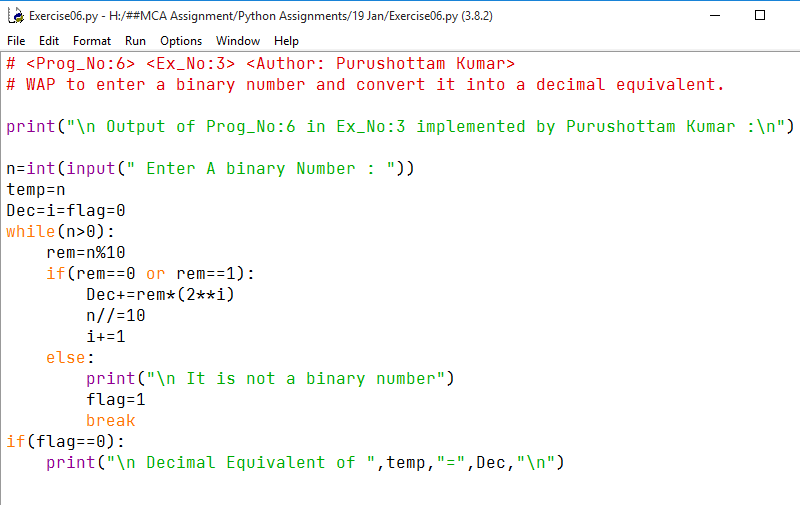 Exercise06.py - H:/##MCA Assignment/Python Assignments/19 Jan/Exercise06.py (3.8.2)
File Edit Format Run Options Window Help
# <Prog_No:6> <Ex_No:3> <Author: Purushottam Kumar>
# WAP to enter a binary number and convert it into a decimal equivalent.

print("\n Output of Prog_No:6 in Ex_No:3 implemented by Purushottam Kumar :\n")

n=int(input(" Enter A binary Number : "))
temp=n
Dec=i=flag=0
while(n>0):
    rem=n%10
    if(rem==0 or rem==1):
        Dec+=rem*(2**i)
        n//=10
        i+=1
    else:
        print("\n It is not a binary number")
        flag=1
        break
if(flag==0):
    print("\n Decimal Equivalent of ",temp,"=",Dec,"\n")